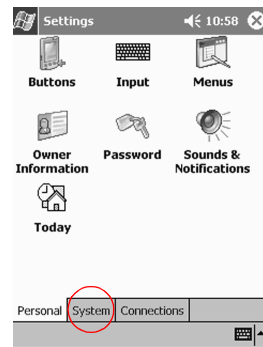 Settings 10:58
Buttons Input Menus
Owner Information Password Sounds & Notifications
Today
Personal System Connections